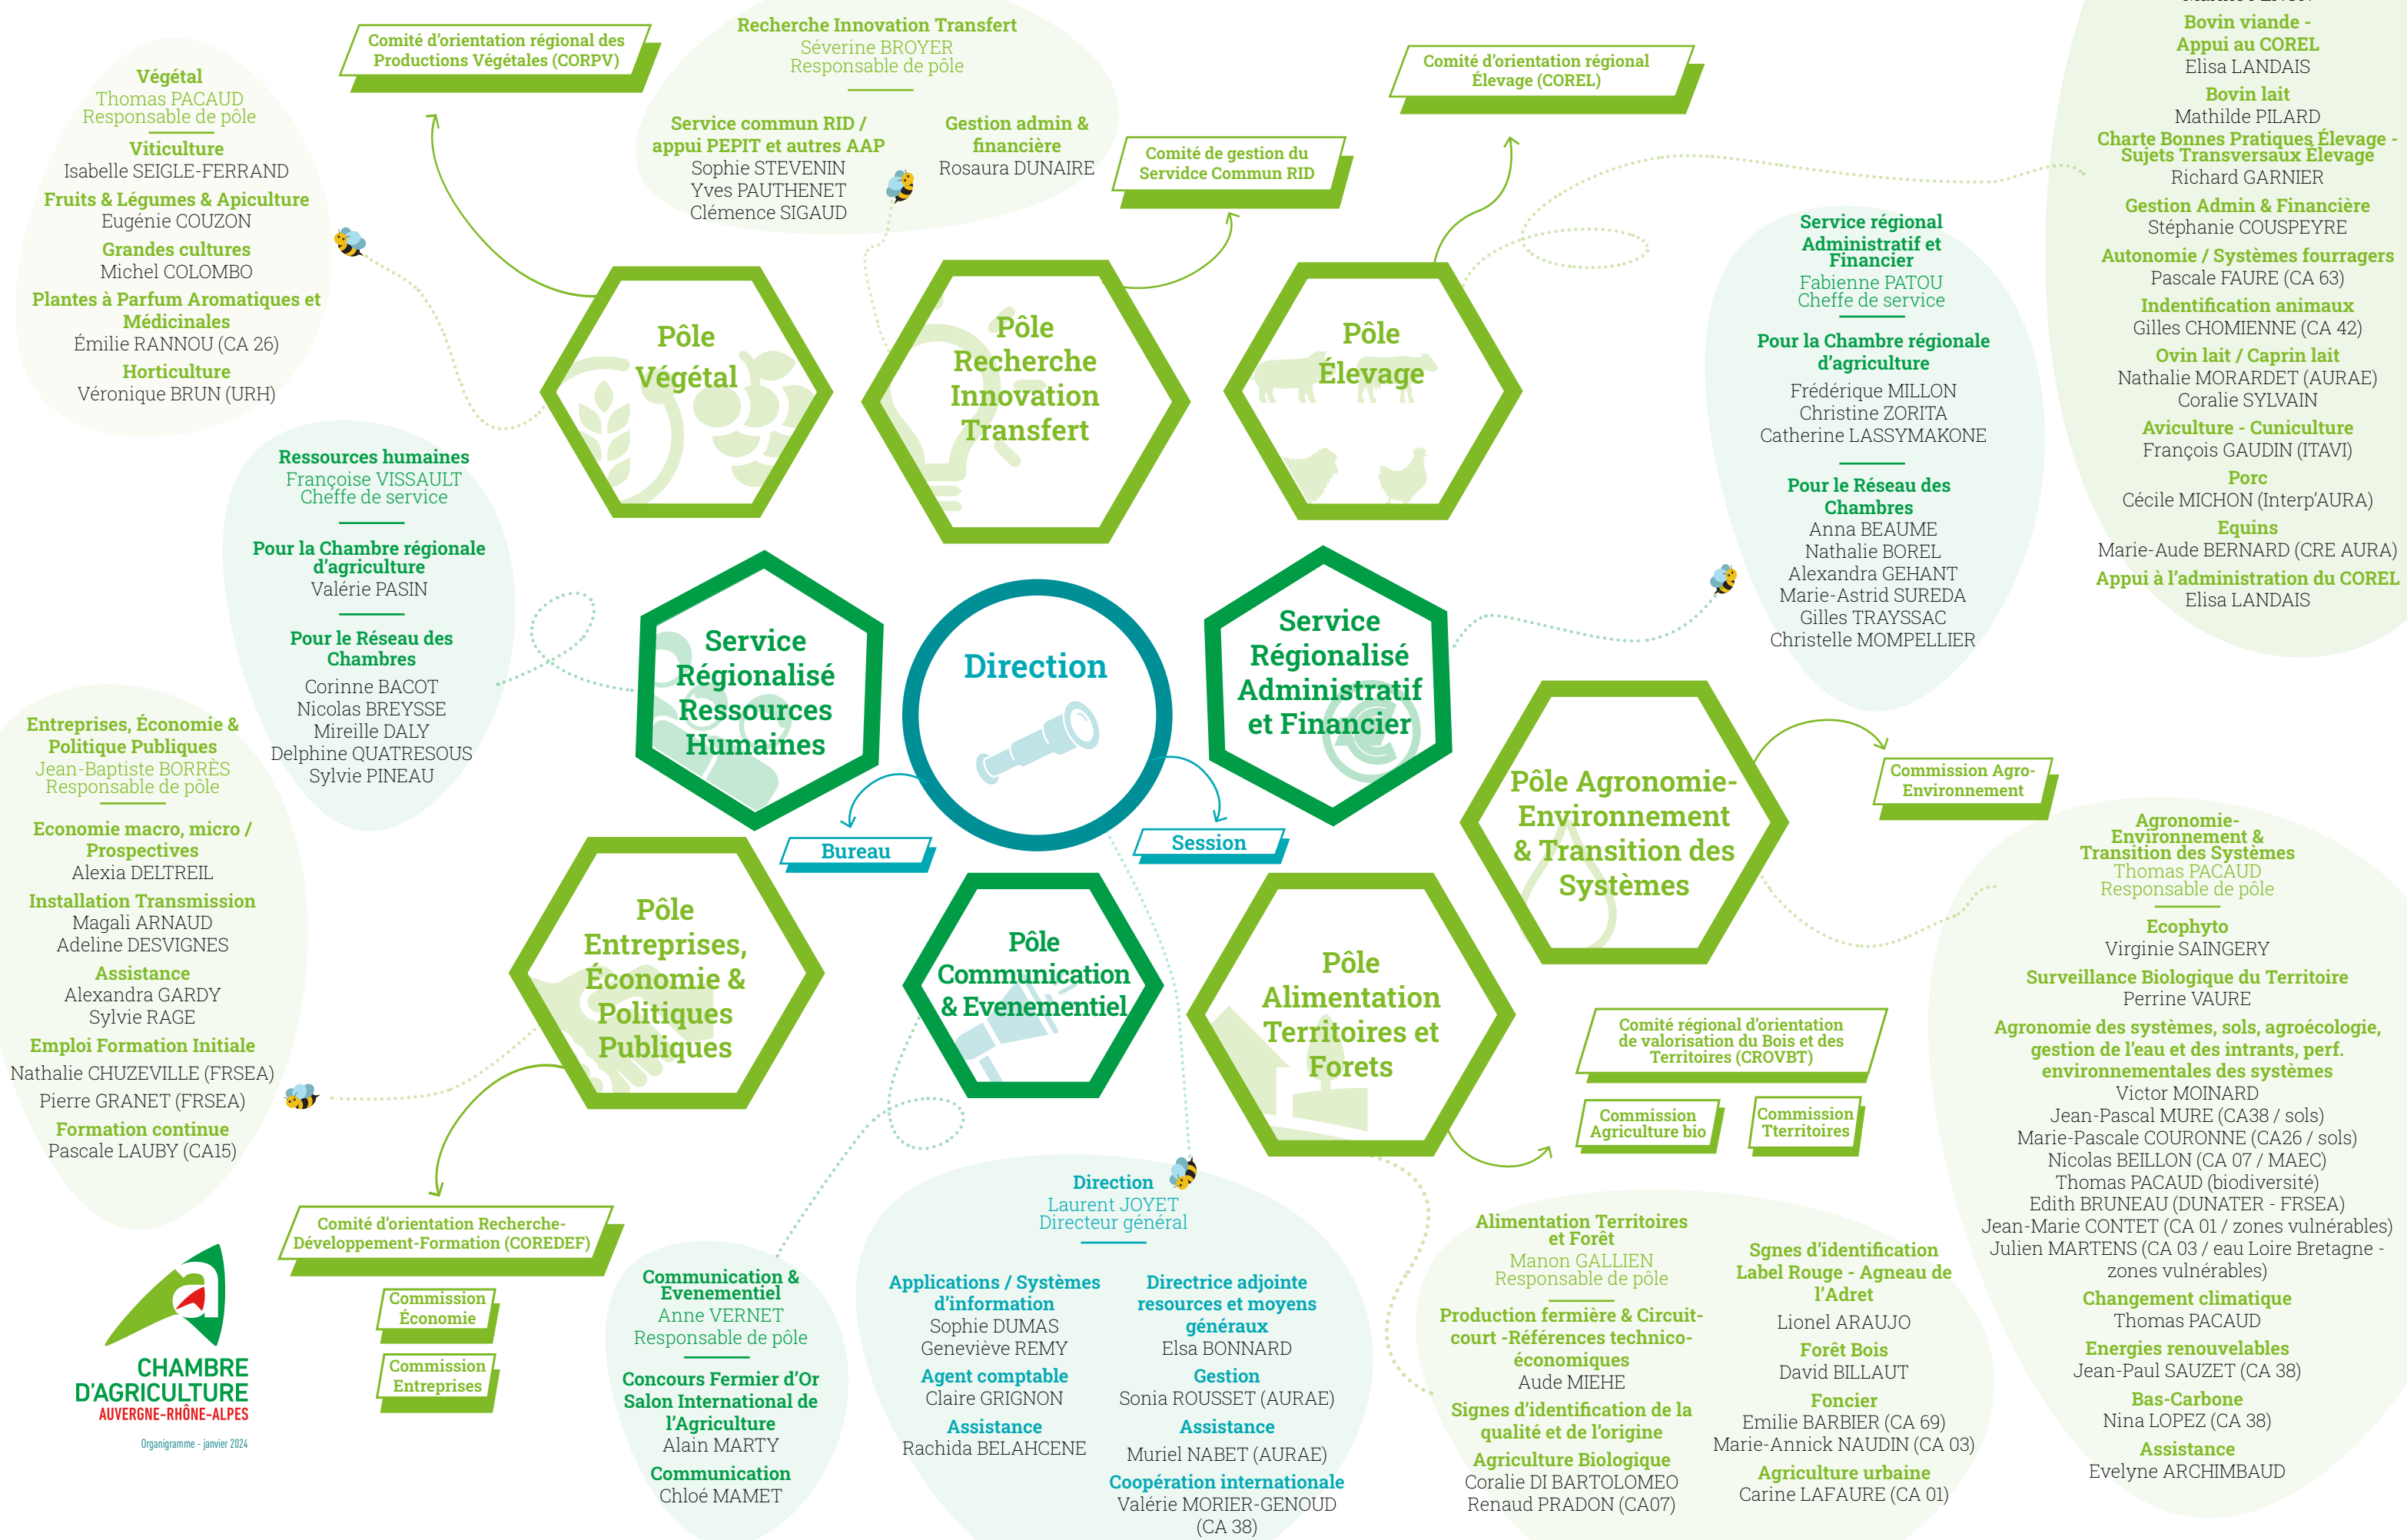 Végétal
Thomas PACAUD
Responsable de pôle
Viticulture
Isabelle SEIGLE-FERRAND
Fruits & Légumes & Apiculture
Eugénie COUZON
Grandes cultures
Michel COLOMBO
Plantes à Parfum Aromatiques et
Médicinales
Émilie RANNOU (CA 26)
Horticulture
Véronique BRUN (URH)
Comité d'orientation régional des
Productions Végétales (CORPV)
Recherche Innovation Transfert
Séverine BROYER
Responsable de pôle
Service commun RID /
appui PEPIT et autres AAP
Sophie STEVENIN
Yves PAUTHENET
Clémence SIGAUD
Gestion admin &
financière
Rosaura DUNAIRE
Comité de gestion du
Servidce Commun RID
Comité d'orientation régional
Élevage (COREL)
Bovin viande -
Appui au COREL
Elisa LANDAIS
Bovin lait
Mathilde PILARD
Charte Bonnes Pratiques Élevage -
Sujets Transversaux Élevage
Richard GARNIER
Gestion Admin & Financière
Stéphanie COUSPEYRE
Autonomie / Systèmes fourragers
Pascale FAURE (CA 63)
Indentification animaux
Gilles CHOMIENNE (CA 42)
Ovin lait / Caprin lait
Nathalie MORARDET (AURAE)
Coralie SYLVAIN
Aviculture - Cuniculture
François GAUDIN (ITAVI)
Porc
Cécile MICHON (Interp'AURA)
Equins
Marie-Aude BERNARD (CRE AURA)
Appui à l'administration du COREL
Elisa LANDAIS
Service régional
Administratif et
Financier
Fabienne PATOU
Cheffe de service
Pour la Chambre régionale
d'agriculture
Frédérique MILLON
Christine ZORITA
Catherine LASSYMAKONE
Pour le Réseau des
Chambres
Anna BEAUME
Nathalie BOREL
Alexandra GEHANT
Marie-Astrid SUREDA
Gilles TRAYSSAC
Christelle MOMPELLIER
Pôle
Végétal
Pôle
Recherche
Innovation
Transfert
Pôle
Élevage
Ressources humaines
Françoise VISSAULT
Cheffe de service
Pour la Chambre régionale
d'agriculture
Valérie PASIN
Pour le Réseau des
Chambres
Corinne BACOT
Nicolas BREYSSE
Mireille DALY
Delphine QUATRESOUS
Sylvie PINEAU
Service
Régionalisé
Ressources
Humaines
Direction
Service
Régionalisé
Administratif
et Financier
Bureau
Session
Pôle Agronomie-
Environnement
& Transition des
Systèmes
Commission Agro-
Environnement
Entreprises, Économie &
Politique Publiques
Jean-Baptiste BORRÈS
Responsable de pôle
Economie macro, micro /
Prospectives
Alexia DELTREIL
Installation Transmission
Magali ARNAUD
Adeline DESVIGNES
Assistance
Alexandra GARDY
Sylvie RAGE
Emploi Formation Initiale
Nathalie CHUZEVILLE (FRSEA)
Pierre GRANET (FRSEA)
Formation continue
Pascale LAUBY (CA15)
Pôle
Entreprises,
Économie &
Politiques
Publiques
Pôle
Communication
& Evenementiel
Pôle
Alimentation
Territoires et
Forets
Comité régional d'orientation
de valorisation du Bois et des
Territoires (CROVBT)
Commission
Agriculture bio
Commission
Tterritoires
Agronomie-
Environnement &
Transition des Systèmes
Thomas PACAUD
Responsable de pôle
Ecophyto
Virginie SAINGERY
Surveillance Biologique du Territoire
Perrine VAURE
Agronomie des systèmes, sols, agroécologie,
gestion de l'eau et des intrants, perf.
environnementales des systèmes
Victor MOINARD
Jean-Pascal MURE (CA38 / sols)
Marie-Pascale COURONNE (CA26 / sols)
Nicolas BEILLON (CA 07 / MAEC)
Thomas PACAUD (biodiversité)
Edith BRUNEAU (DUNATER - FRSEA)
Jean-Marie CONTET (CA 01 / zones vulnérables)
Julien MARTENS (CA 03 / eau Loire Bretagne -
zones vulnérables)
Changement climatique
Thomas PACAUD
Energies renouvelables
Jean-Paul SAUZET (CA 38)
Bas-Carbone
Nina LOPEZ (CA 38)
Assistance
Evelyne ARCHIMBAUD
Comité d'orientation Recherche-
Développement-Formation (COREDEF)
Commission
Économie
Commission
Entreprises
a
CHAMBRE
D'AGRICULTURE
AUVERGNE-RHÔNE-ALPES
Organigramme - janvier 2024
Communication &
Evenementiel
Anne VERNET
Responsable de pôle
Concours Fermier d'Or
Salon International de
l'Agriculture
Alain MARTY
Communication
Chloé MAMET
Direction
Laurent JOYET
Directeur général
Applications / Systèmes
d'information
Sophie DUMAS
Geneviève REMY
Agent comptable
Claire GRIGNON
Assistance
Rachida BELAHCENE
Directrice adjointe
resources et moyens
généraux
Elsa BONNARD
Gestion
Sonia ROUSSET (AURAE)
Assistance
Muriel NABET (AURAE)
Coopération internationale
Valérie MORIER-GENOUD
(CA 38)
Alimentation Territoires
et Forêt
Manon GALLIEN
Responsable de pôle
Production fermière & Circuit-
court -Références technico-
économiques
Aude MIEHE
Signes d'identification de la
qualité et de l'origine
Agriculture Biologique
Coralie DI BARTOLOMEO
Renaud PRADON (CA07)
Sgnes d'identification
Label Rouge - Agneau de
l'Adret
Lionel ARAUJO
Forêt Bois
David BILLAUT
Foncier
Emilie BARBIER (CA 69)
Marie-Annick NAUDIN (CA 03)
Agriculture urbaine
Carine LAFAURE (CA 01)